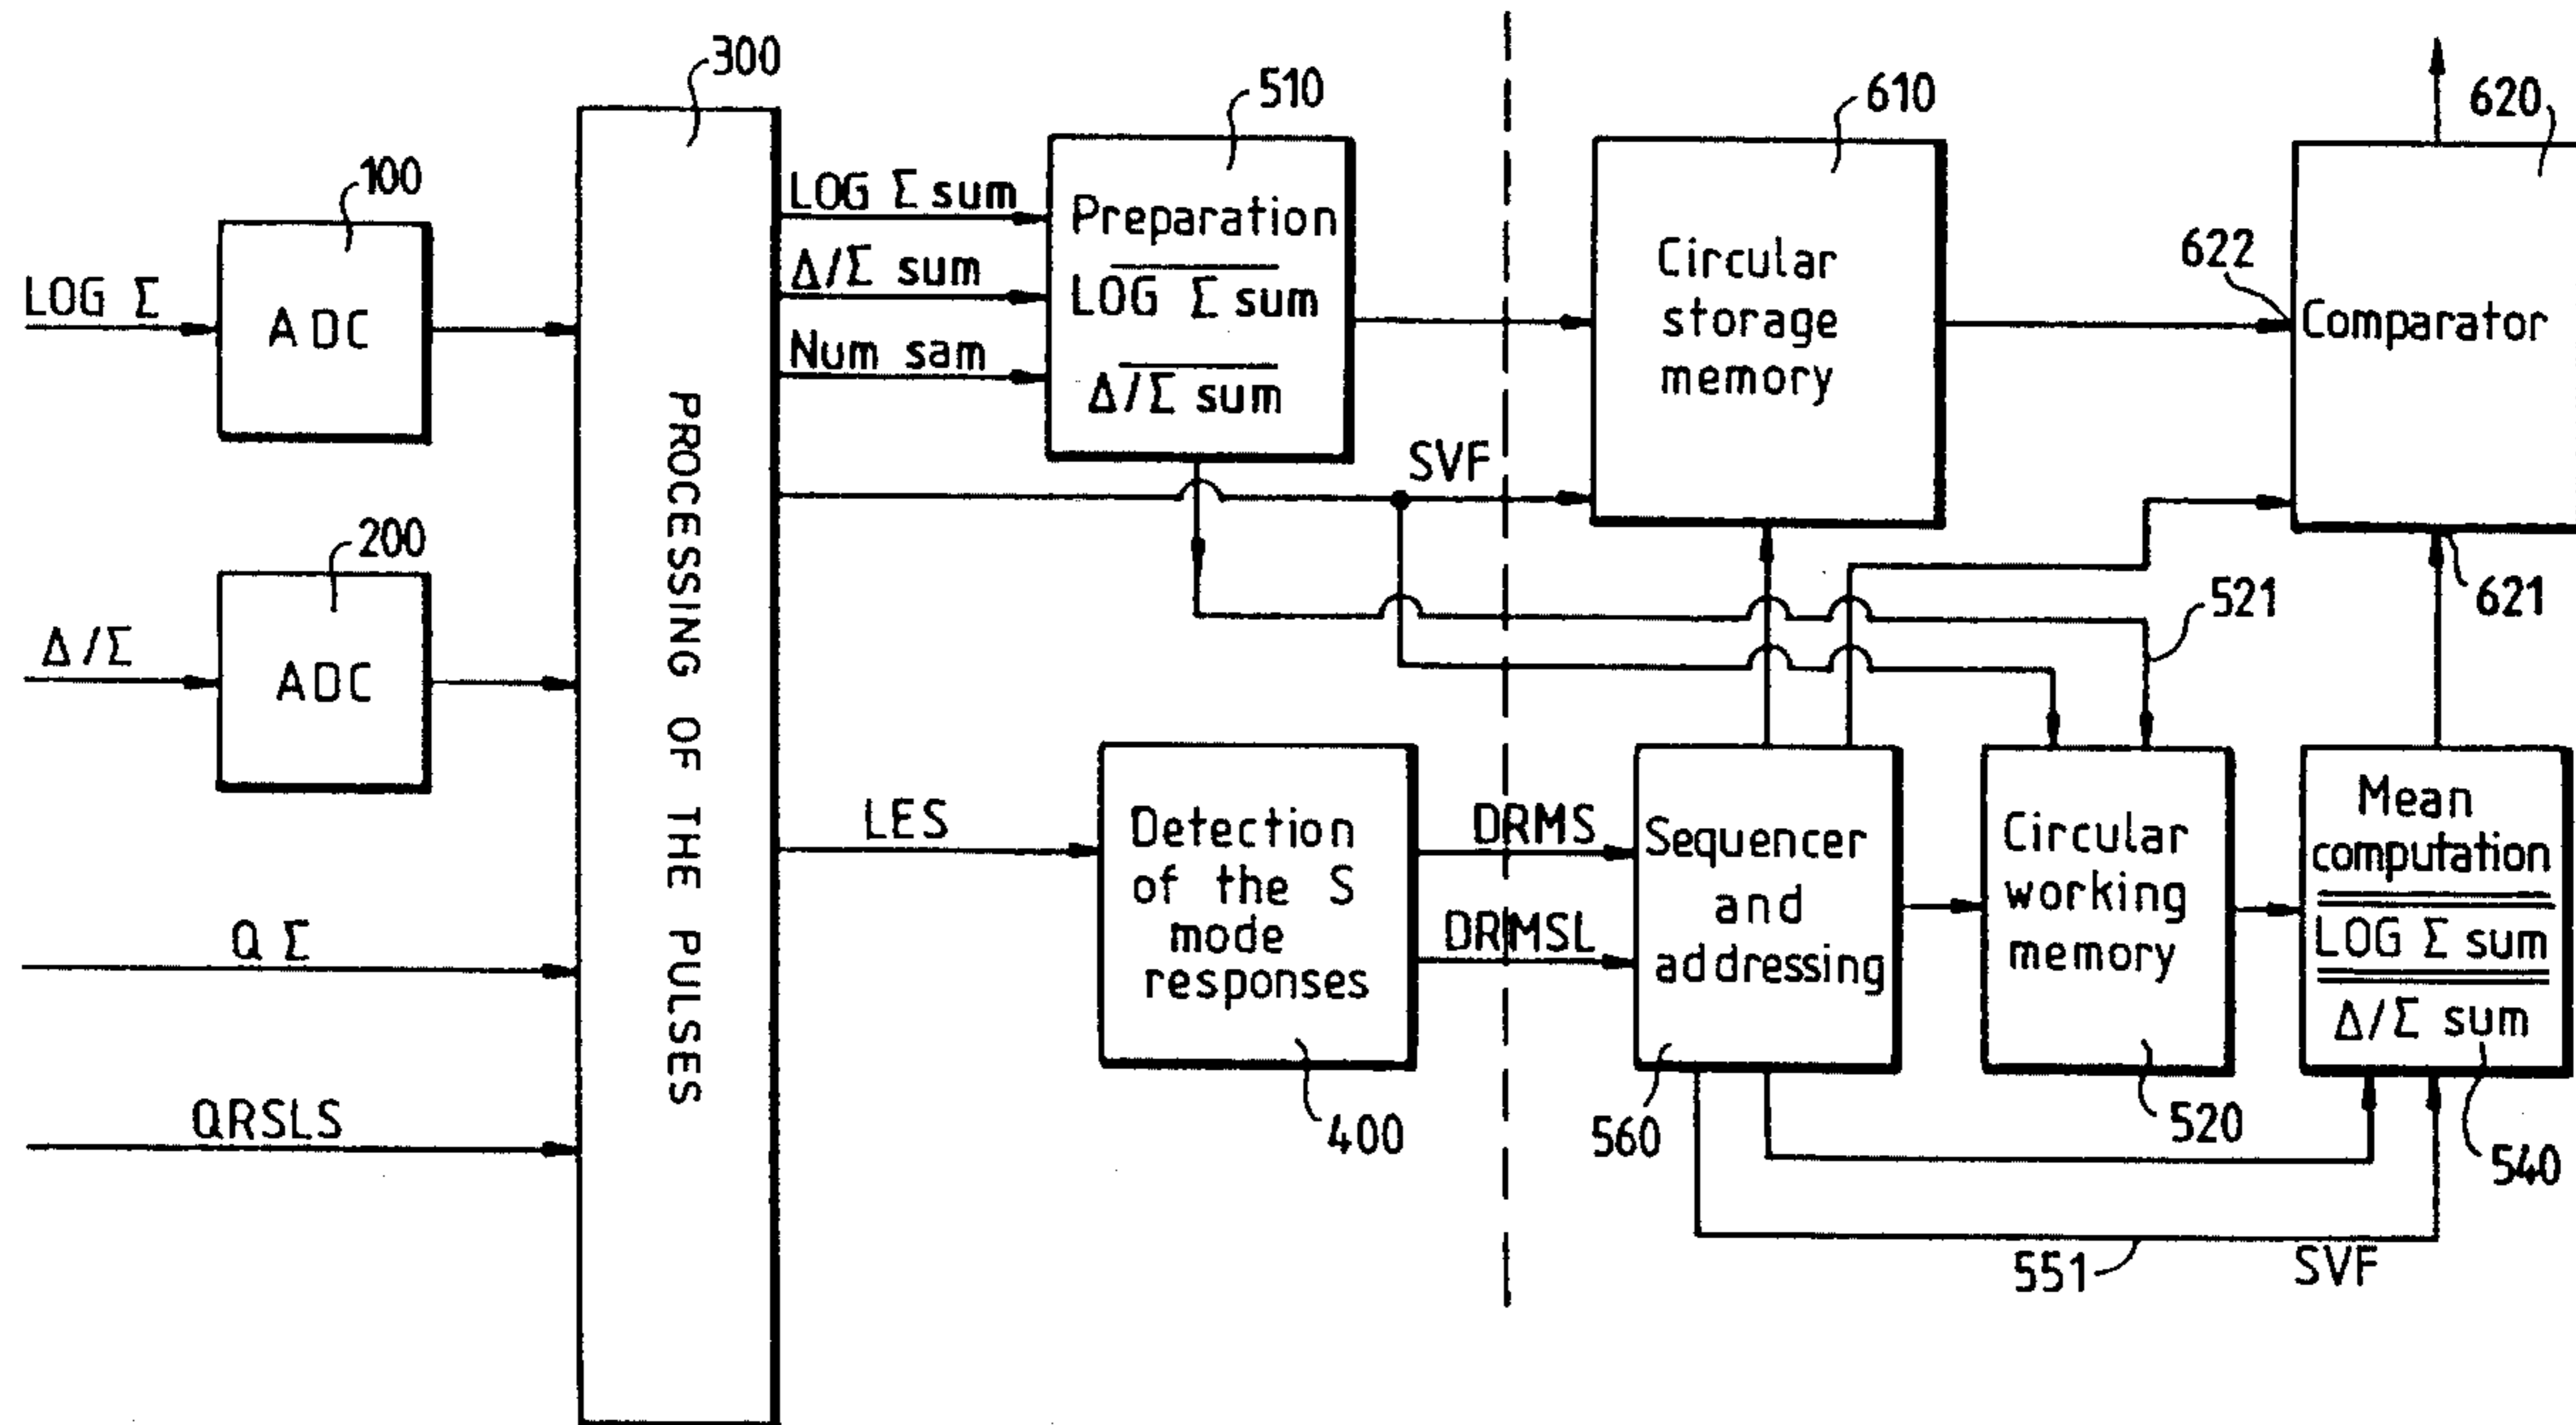 300
100
LOG Σ
ADC
200
Δ/Σ
ADC
Q Σ
QRSLS
PROCESSING OF THE PULSES
LOG Σ sum
Δ/Σ sum
Num sam
510
Preparation
LOG Σ sum
Δ/Σ sum
SVF
LES
Detection
of the S
mode
responses
400
DRMS
DRMSL
610
Circular
storage
memory
620
622
Comparator
621
521
Sequencer
and
addressing
560
Circular
working
memory
520
Mean
computation
LOG Σ sum
Δ/Σ sum
540
551
SVF